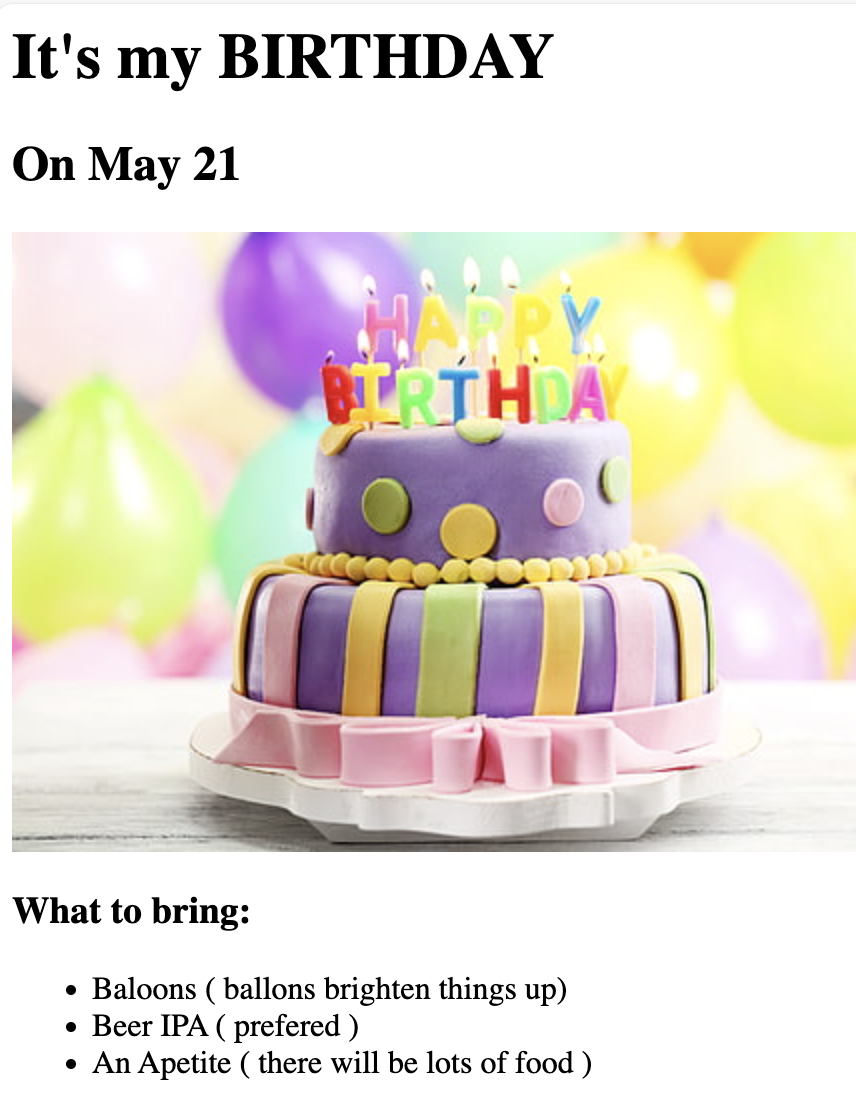 It's my BIRTHDAY
On May 21
HAPPY
BIRTHDAY
What to bring:
Baloons ( ballons brighten things up)
Beer IPA ( prefered )
An Apetite ( there will be lots of food )